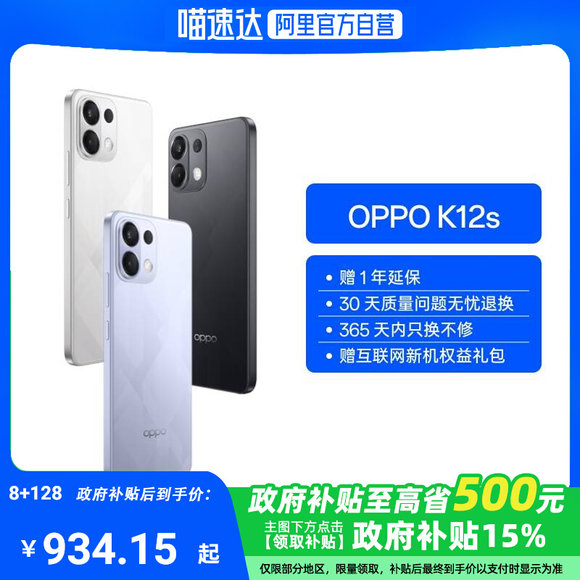 喵速达 阿里官方自营
OPPO K12s
• 赠1年延保
• 30天质量问题无忧退换
• 365天内只换不修
• 赠互联网新机权益礼包
oppo
oppo
8+128 政府补贴后到手价：
¥934.15 起
政府补贴至高省500元
主图下方点击
【领取补贴】
政府补贴15%
仅限部分地区，限量领取，补贴后最终到手价以支付时显示为准